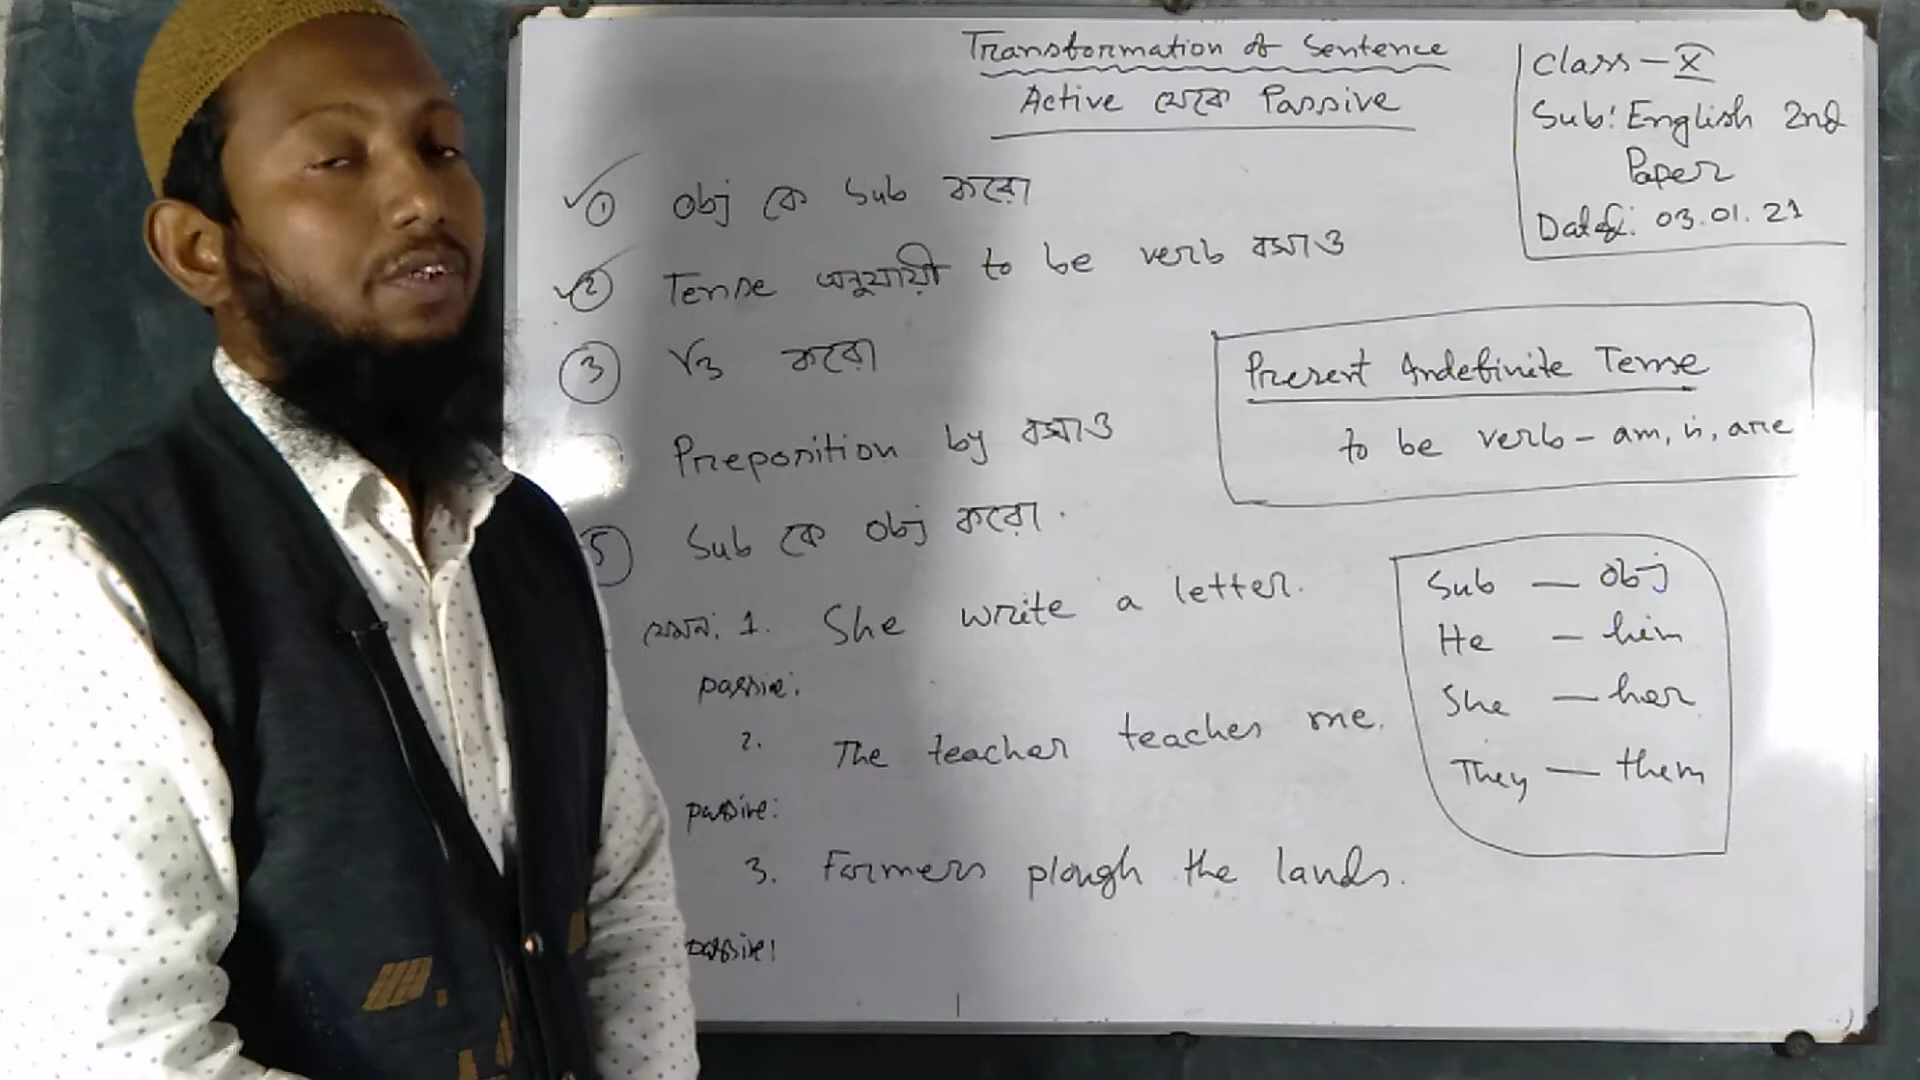 Transformation of Sentence
Active থেকে Passive
Class - X
Sub: English 2nd
Paper
Date: 03.01.21
① Obj কে Sub করো
② Tense অনুযায়ী to be verb বসাও
③ V3 করো
Preposition by বসাও
⑤ Sub কে obj করো.
Present Indefinite Tense
to be verb - am, is, are
যেমন. 1. She write a letter.
passive:
2. The teacher teaches me.
passive:
3. Formers plough the lands.
passive:
Sub — Obj
He — him
She — her
They — them